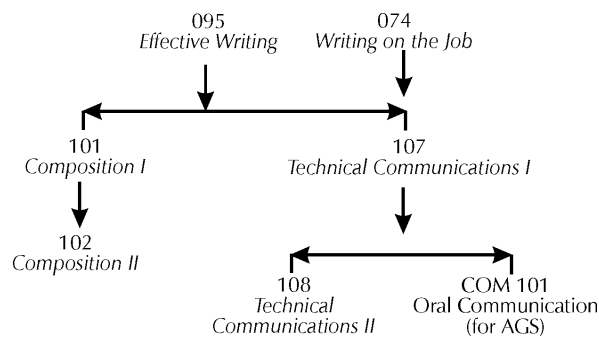 095
Effective Writing
074
Writing on the Job
101
Composition I
107
Technical Communications I
102
Composition II
108
Technical
Communications II
COM 101
Oral Communication
(for AGS)